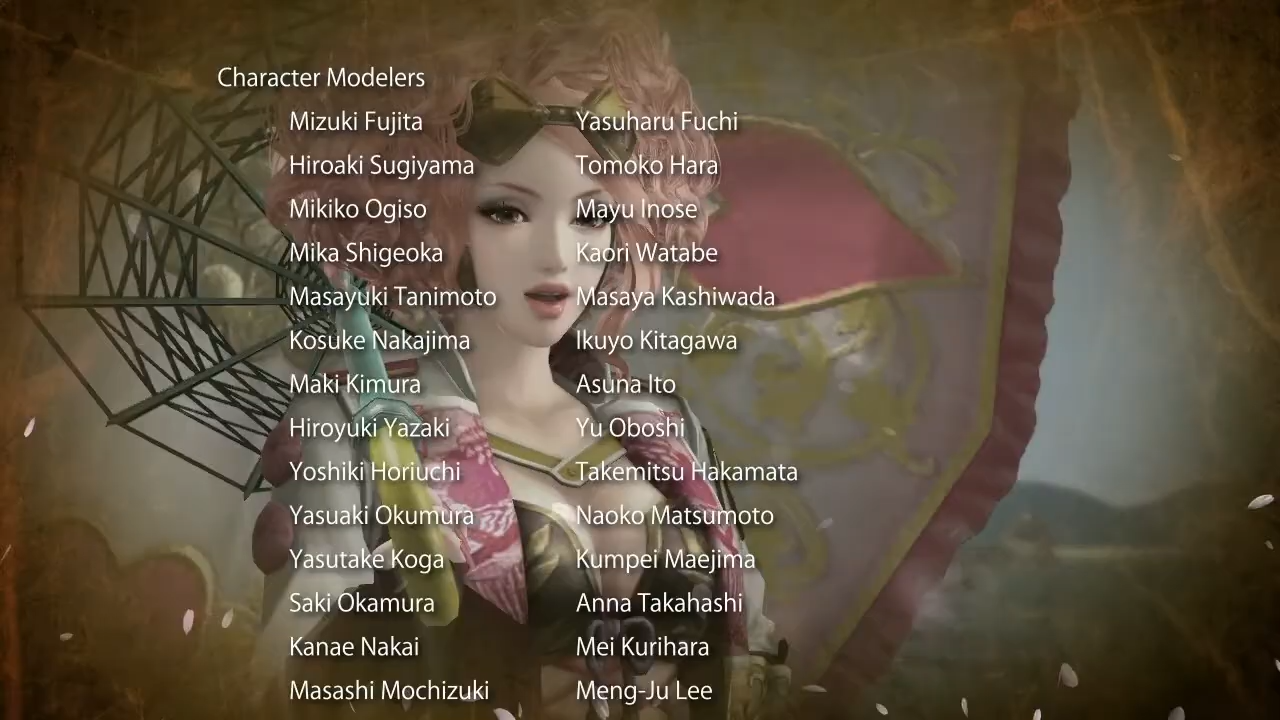 Character Modelers
Mizuki Fujita Yasuharu Fuchi
Hiroaki Sugiyama Tomoko Hara
Mikiko Ogiso Mayu Inose
Mika Shigeoka Kaori Watabe
Masayuki Tanimoto Masaya Kashiwada
Kosuke Nakajima Ikuyo Kitagawa
Maki Kimura Asuna Ito
Hiroyuki Yazaki Yu Oboshi
Yoshiki Horiuchi Takemitsu Hakamata
Yasuaki Okumura Naoko Matsumoto
Yasutake Koga Kumpei Maejima
Saki Okamura Anna Takahashi
Kanae Nakai Mei Kurihara
Masashi Mochizuki Meng-Ju Lee